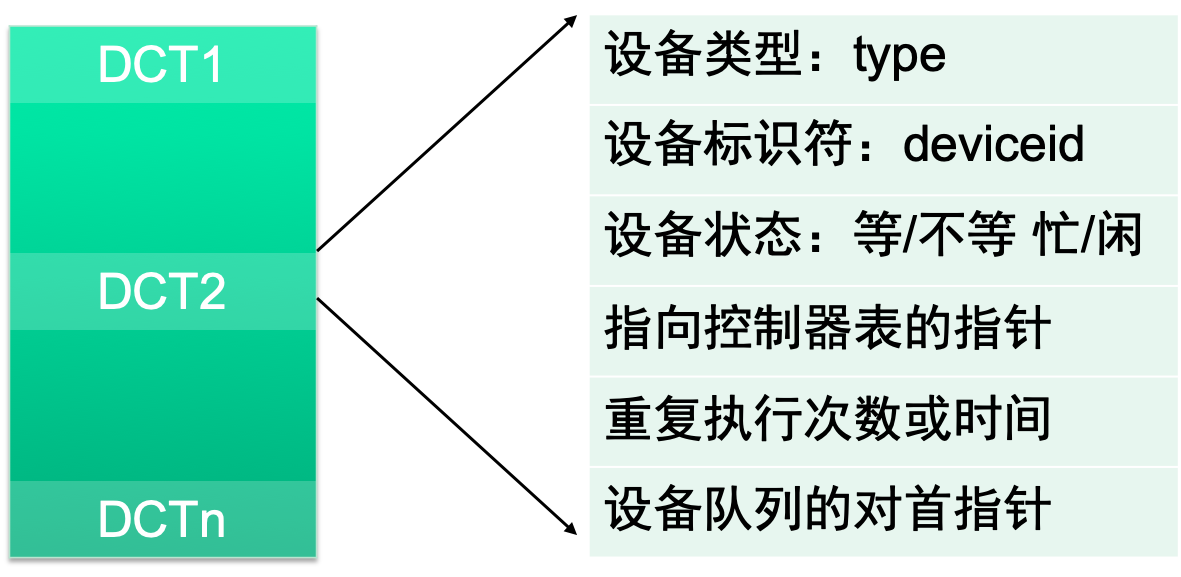 DCT1
DCT2
DCTn
设备类型：type
设备标识符：deviceid
设备状态：等/不等 忙/闲
指向控制器表的指针
重复执行次数或时间
设备队列的对首指针